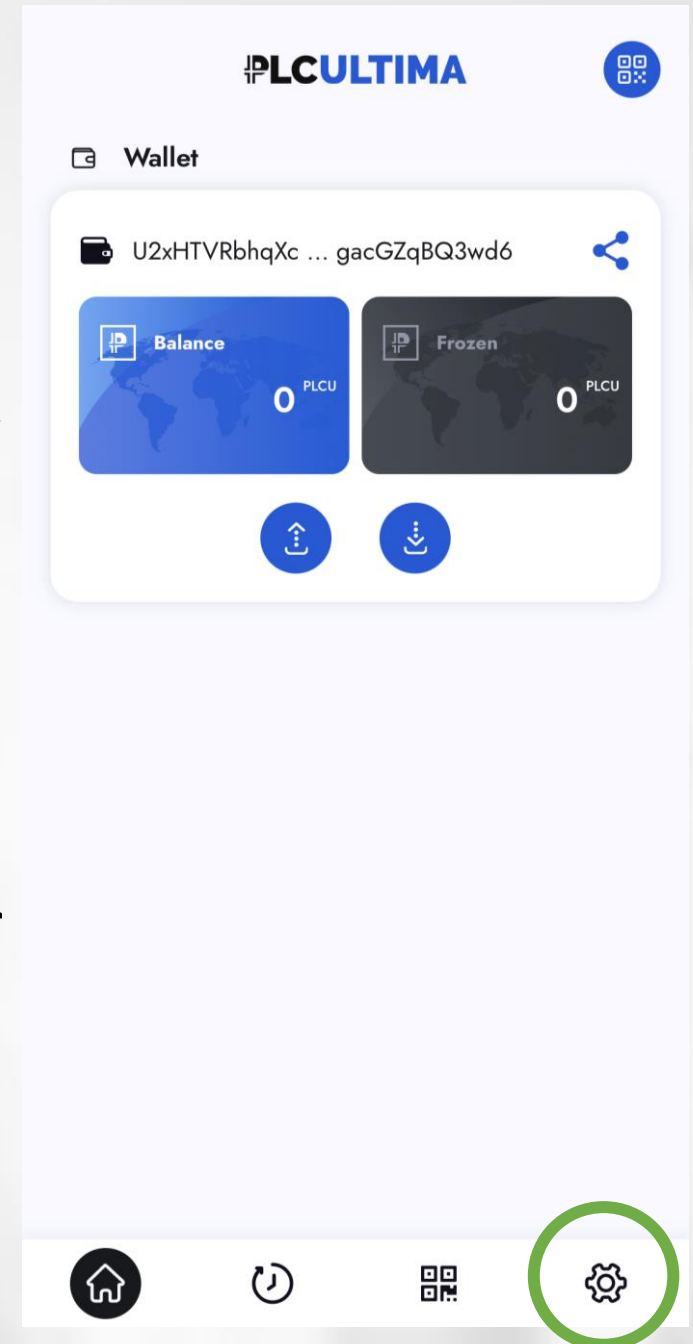 PLCULTIMA
Wallet
U2xHTVRbhqXc ... gacGZqBQ3wd6
Balance
0 PLCU
Frozen
0 PLCU